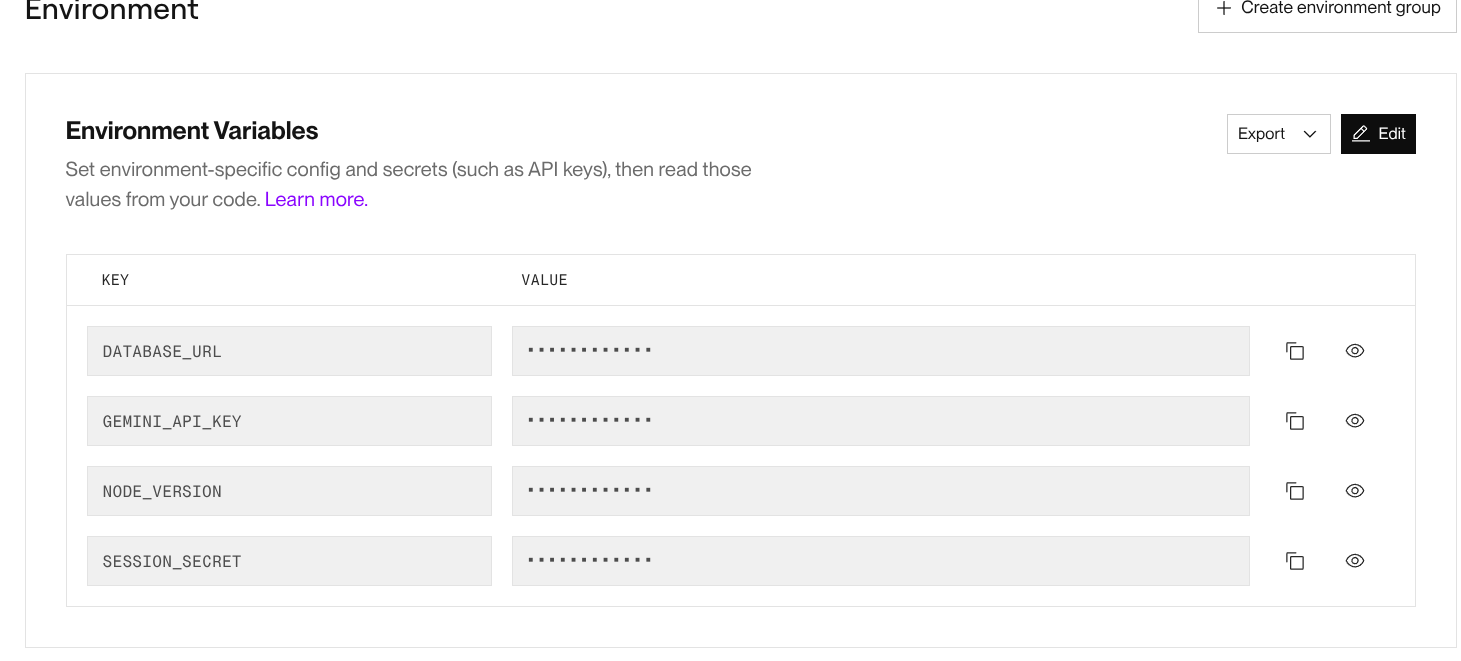 Environment
Create environment group
Environment Variables
Export
Edit
Set environment-specific config and secrets (such as API keys), then read those
values from your code. Learn more.
KEY
VALUE
DATABASE_URL
GEMINI_API_KEY
NODE_VERSION
SESSION_SECRET